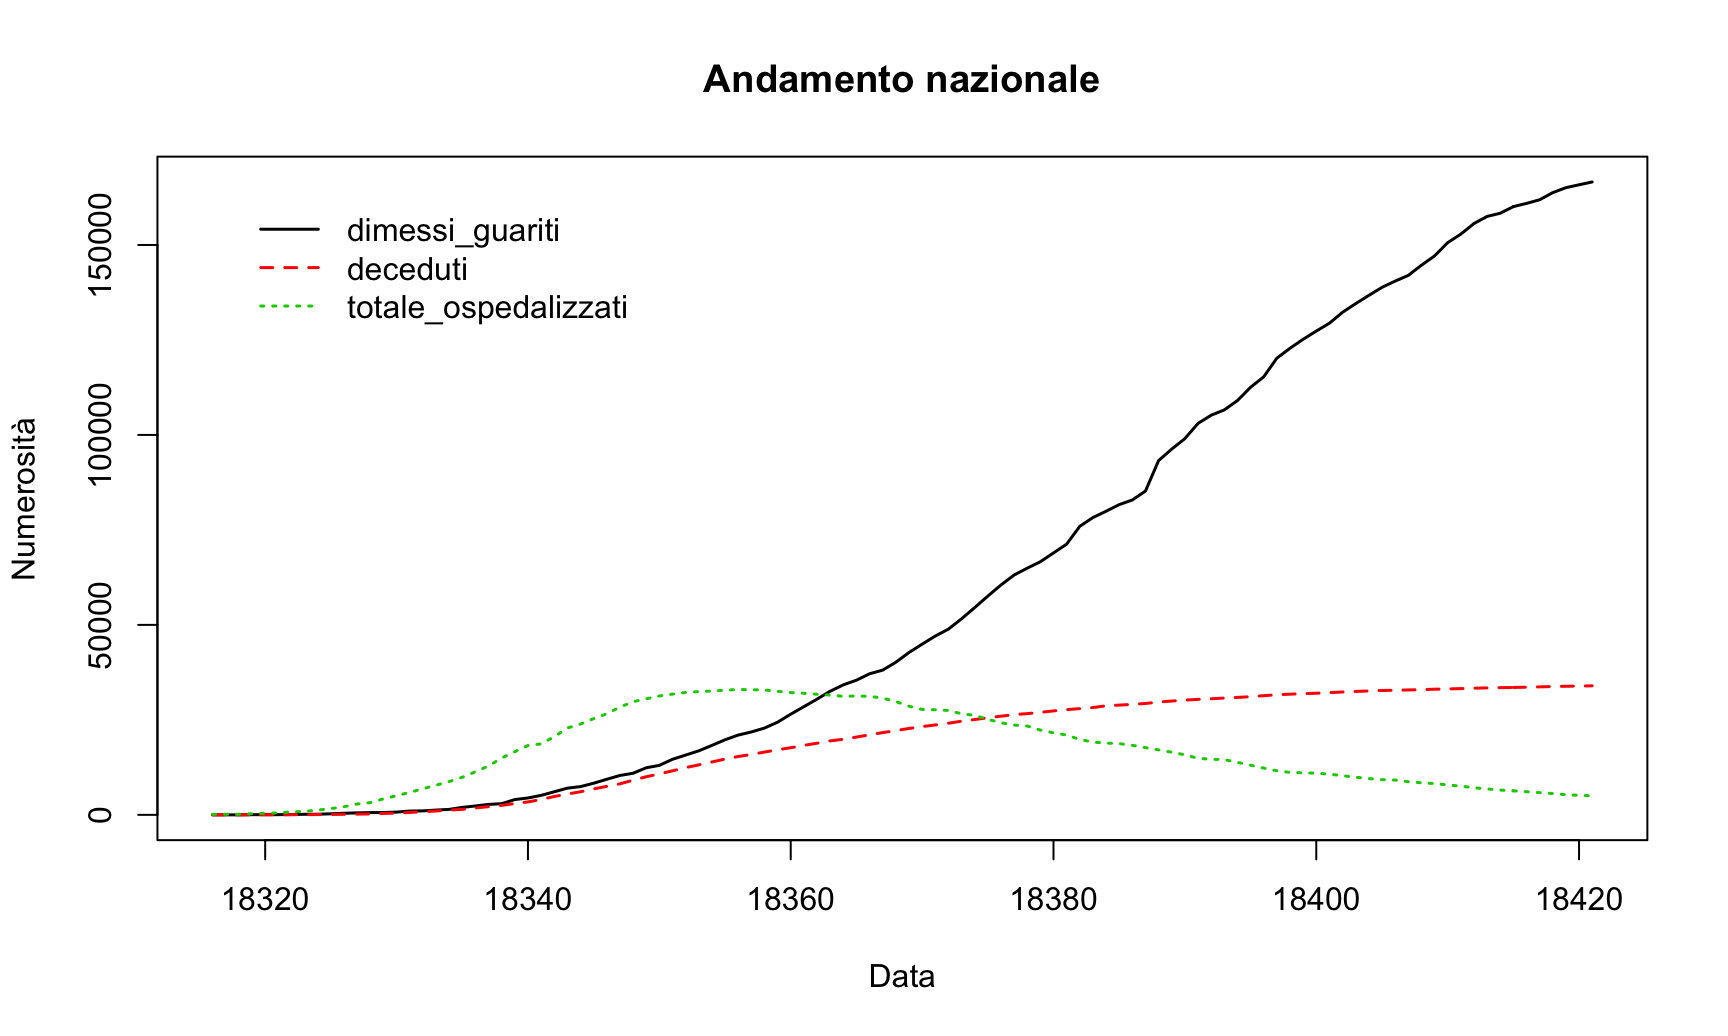 Andamento nazionale
dimessi_guariti
deceduti
totale_ospedalizzati
Numerosità
150000
100000
50000
0
18320 18340 18360 18380 18400 18420
Data